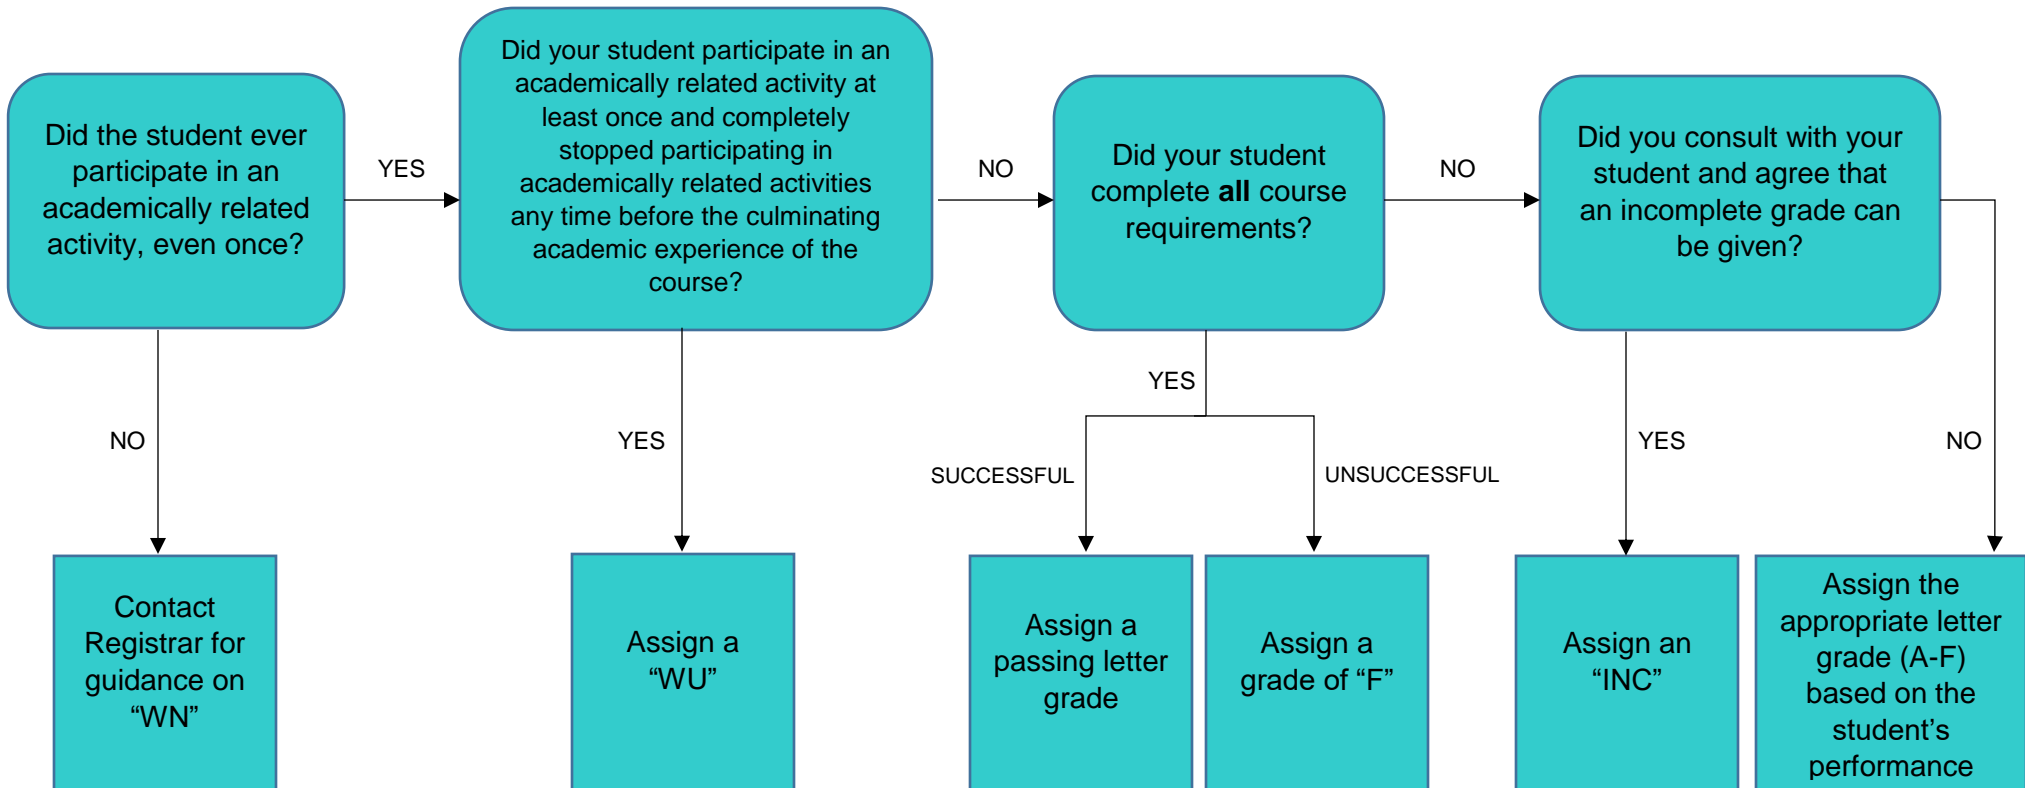 Did the student ever
participate in an
academically related
activity, even once?
YES
Did your student participate in an
academically related activity at
least once and completely
stopped participating in
academically related activities
any time before the culminating
academic experience of the
course?
NO
Did your student
complete all course
requirements?
NO
Did you consult with your
student and agree that
an incomplete grade can
be given?
NO
YES
YES
SUCCESSFUL
UNSUCCESSFUL
YES
NO
Contact
Registrar for
guidance on
“WN”
Assign a
“WU”
Assign a
passing letter
grade
Assign a
grade of “F”
Assign an
“INC”
Assign the
appropriate letter
grade (A-F)
based on the
student’s
performance